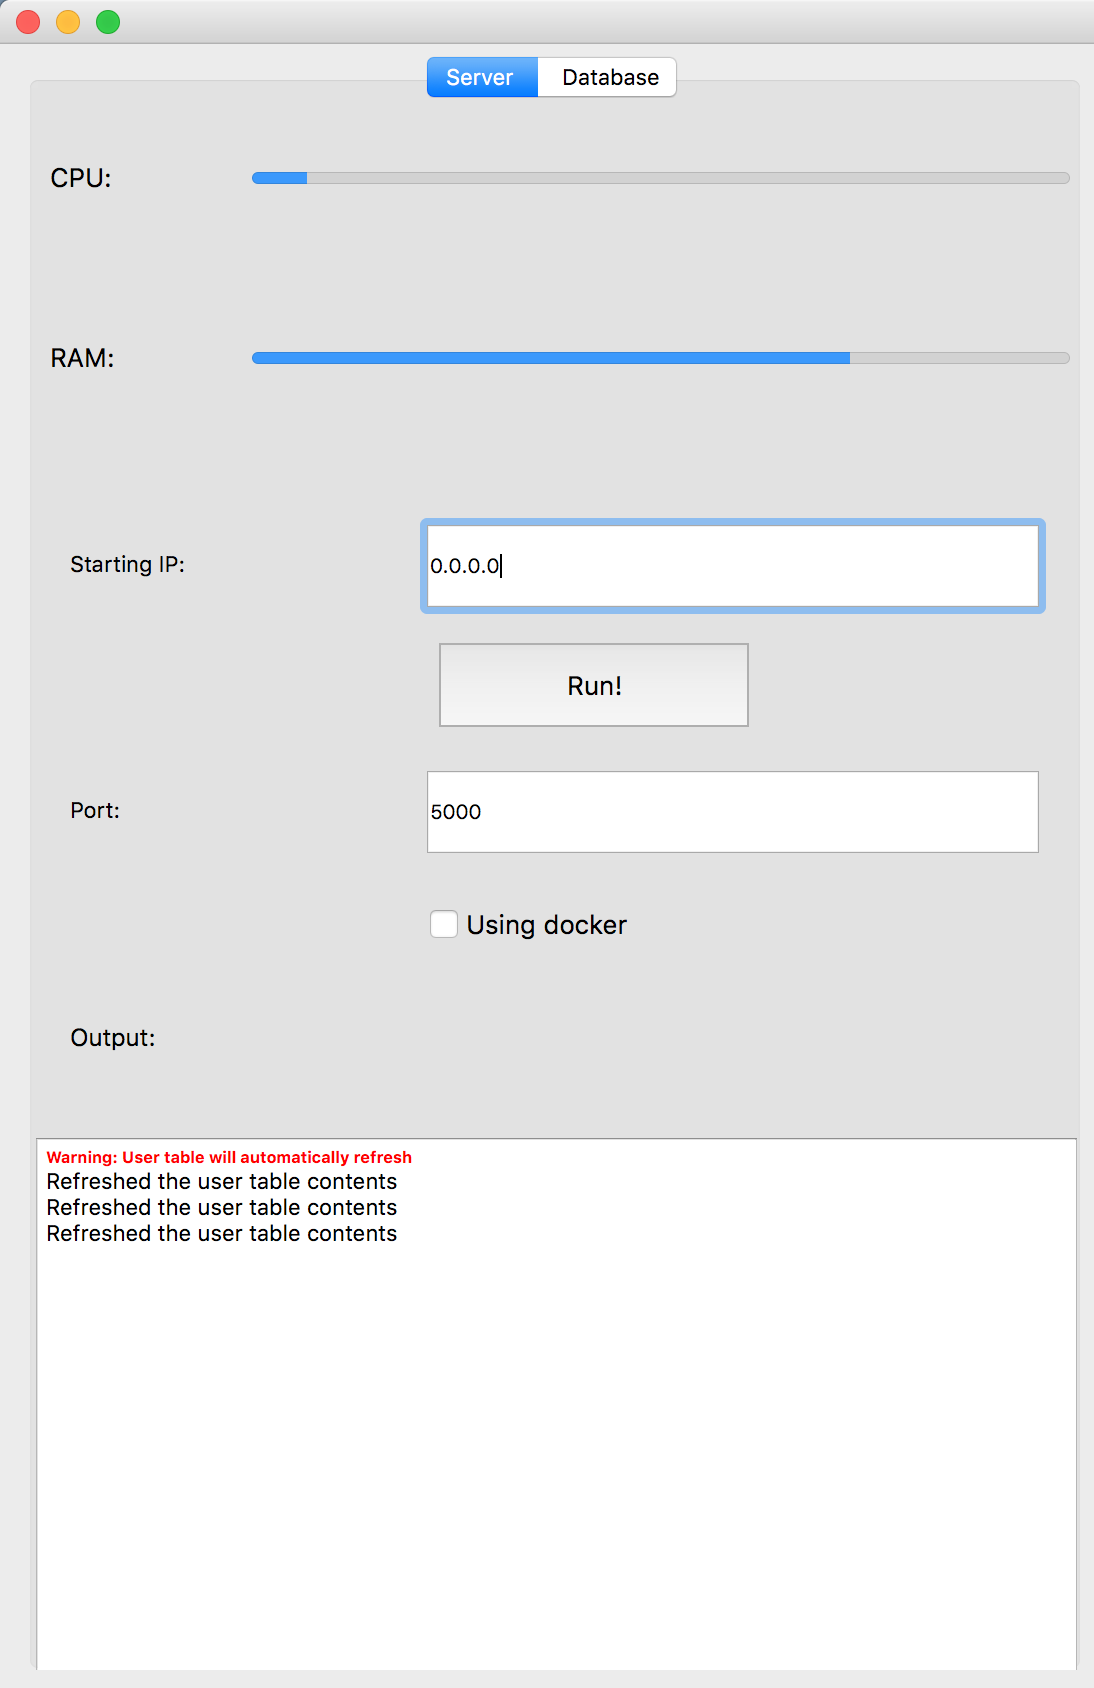 Server Database
CPU:
RAM:
Starting IP: 0.0.0.0
Run!
Port: 5000
Using docker
Output:
Warning: User table will automatically refresh
Refreshed the user table contents
Refreshed the user table contents
Refreshed the user table contents